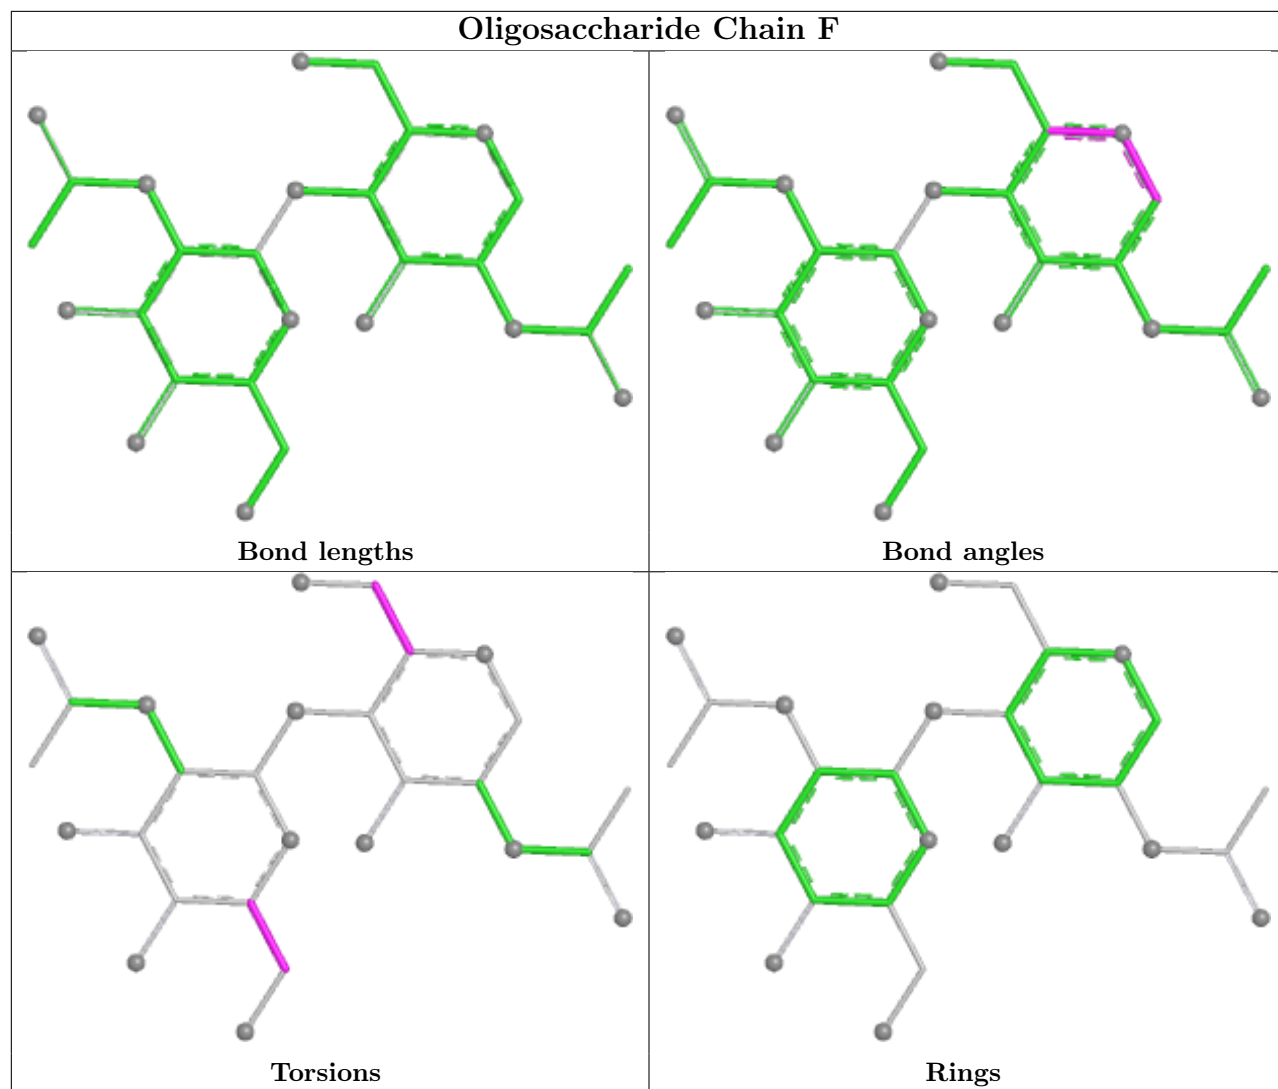 Oligosaccharide Chain F
Bond lengths
Bond angles
Torsions
Rings